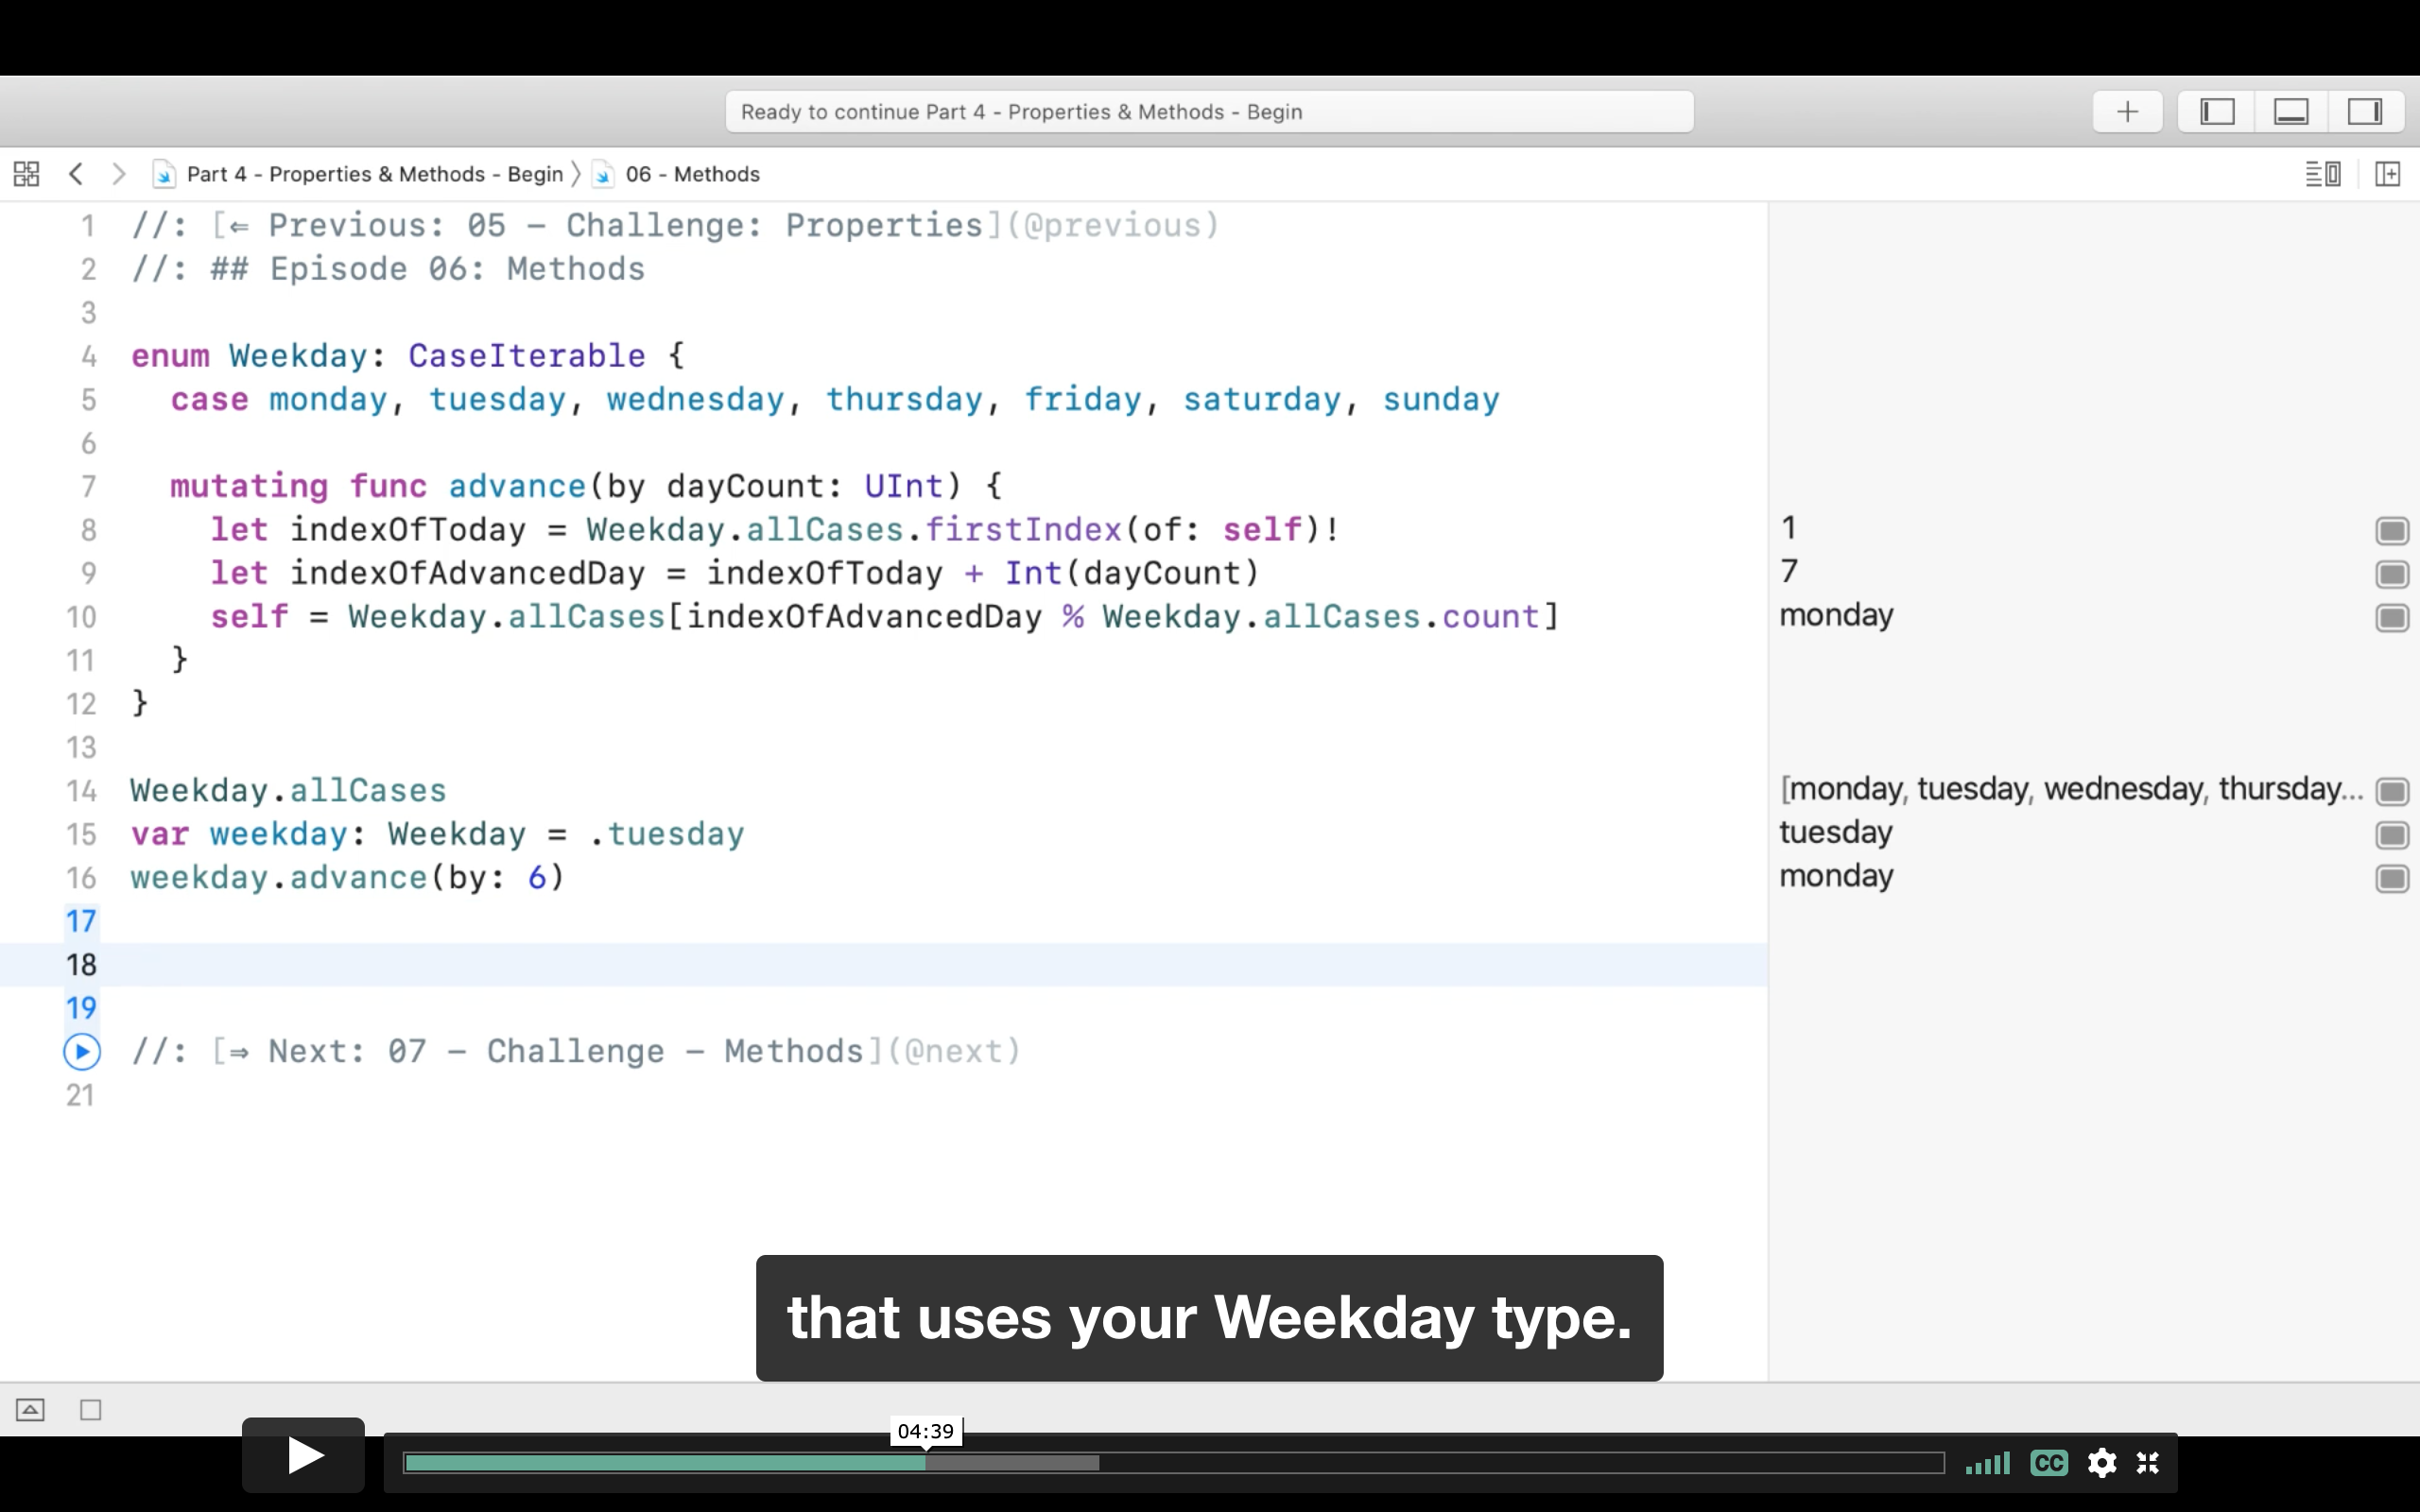 Ready to continue Part 4 - Properties & Methods - Begin
Part 4 - Properties & Methods - Begin 〉 06 - Methods
1 //: [⇐ Previous: 05 - Challenge: Properties](@previous)
2 //: ## Episode 06: Methods
3
4 enum Weekday: CaseIterable {
5 case monday, tuesday, wednesday, thursday, friday, saturday, sunday
6
7 mutating func advance(by dayCount: UInt) {
8 let indexOfToday = Weekday.allCases.firstIndex(of: self)! 1
9 let indexOfAdvancedDay = indexOfToday + Int(dayCount) 7
10 self = Weekday.allCases[indexOfAdvancedDay % Weekday.allCases.count] monday
11 }
12 }
13
14 Weekday.allCases [monday, tuesday, wednesday, thursday...
15 var weekday: Weekday = .tuesday tuesday
16 weekday.advance(by: 6) monday
17
18
19
//: [⇒ Next: 07 - Challenge - Methods](@next)
21
that uses your Weekday type.
04:39
CC